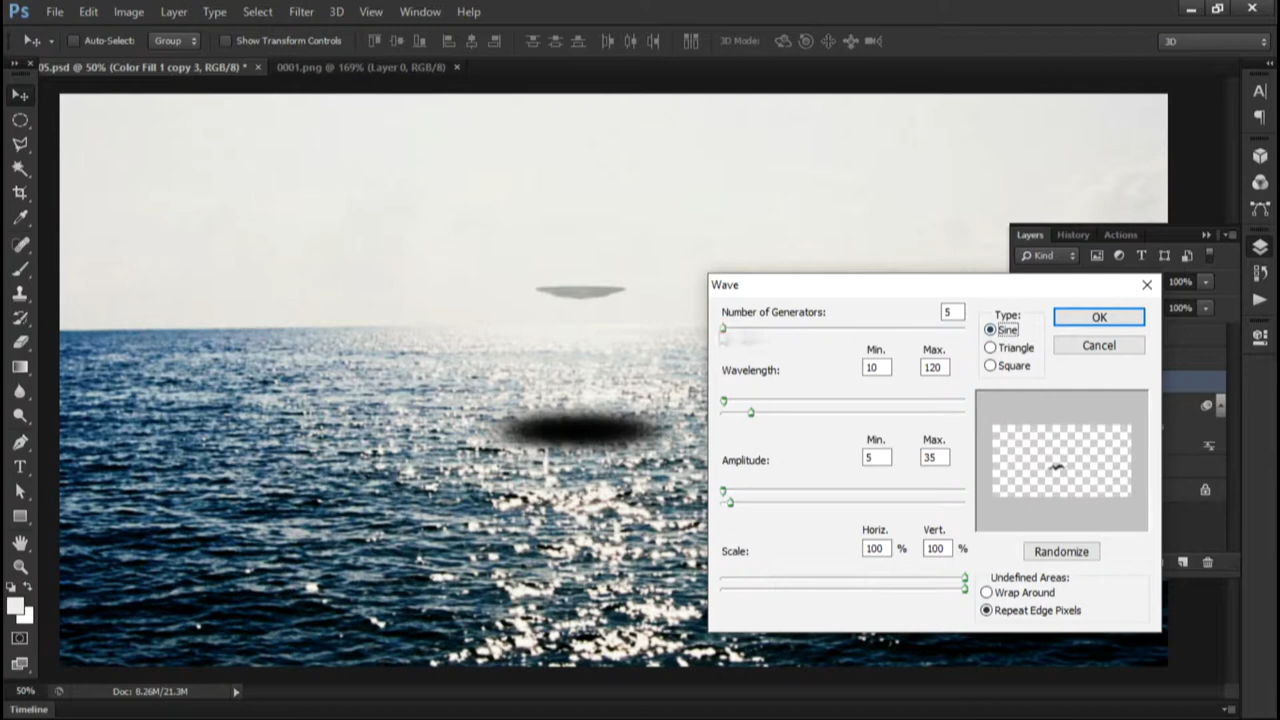 Ps File Edit Image Layer Type Select Filter 3D View Window Help
Auto-Select: Group Show Transform Controls 3D Mode: 3D
05.psd @ 50% (Color Fill 1 copy 3, RGB/8) * × 0001.png @ 169% (Layer 0, RGB/8) ×
Layers History Actions
Kind
100%
100%
Wave
Number of Generators: 5
Type:
Sine
Triangle
Square
OK
Cancel
Min. Max.
Wavelength: 10 120
Min. Max.
Amplitude: 5 35
Horiz. Vert.
Scale: 100 % 100 %
Randomize
Undefined Areas:
Wrap Around
Repeat Edge Pixels
50% Doc: 8.26M/21.3M
Timeline